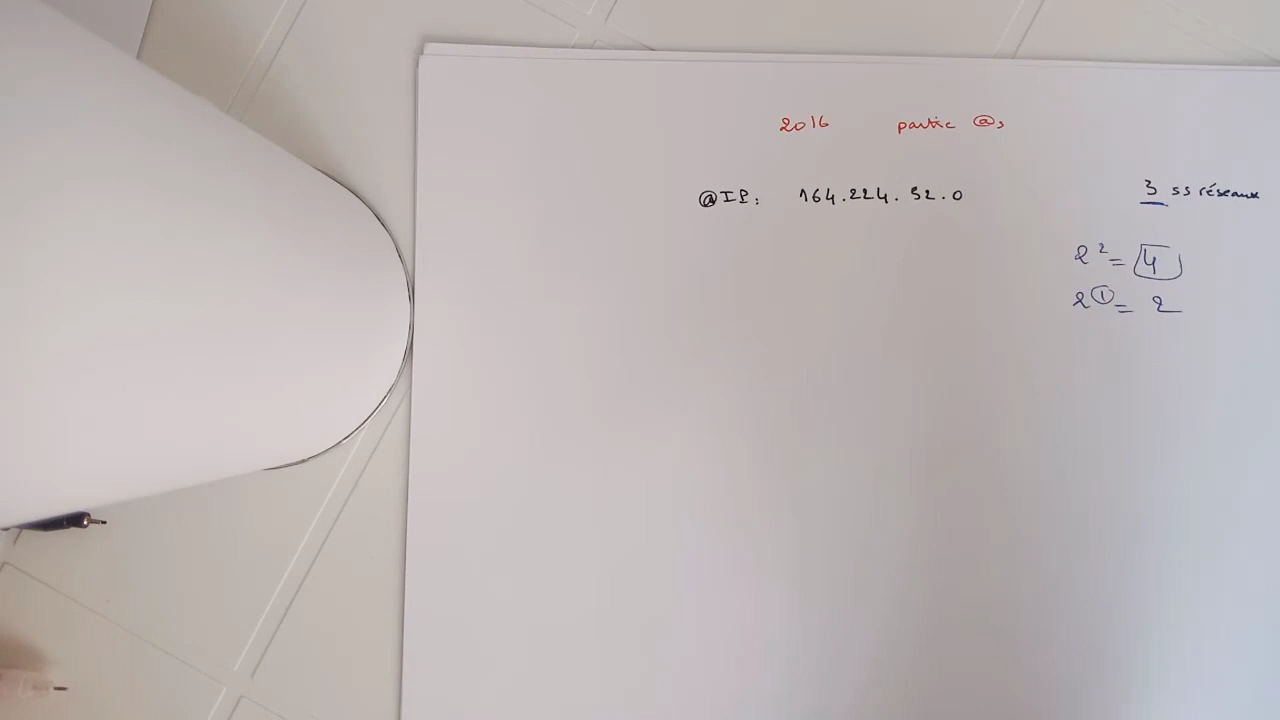 2016 partie @s
@IP: 164.224.32.0 3 ss réseaux
2² = 4
2① = 2